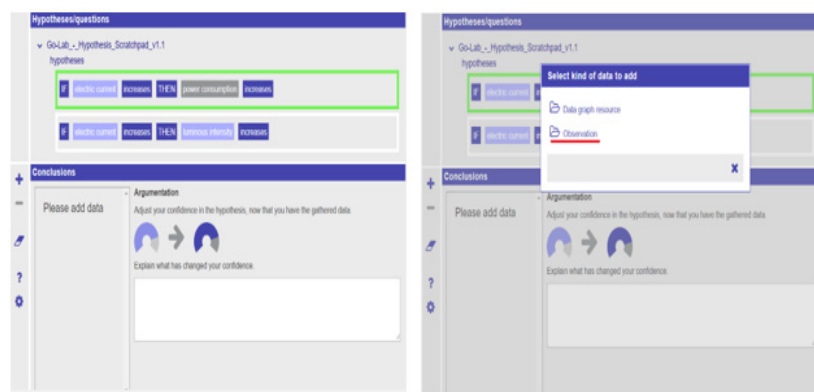 Hypotheses/questions
Go-Lab_-_Hypothesis_Scratchpad_v1.1
hypotheses
IF electric current increases THEN power consumption increases
IF electric current increases THEN luminous intensity increases
Conclusions
Please add data
Argumentation
Adjust your confidence in the hypothesis, now that you have the gathered data.
Explain what has changed your confidence.
?
Hypotheses/questions
Go-Lab_-_Hypothesis_Scratchpad_v1.1
hypotheses
IF electric current
IF electric current
Select kind of data to add
Data graph resource
Observation
Conclusions
Please add data
Argumentation
Adjust your confidence in the hypothesis, now that you have the gathered data.
Explain what has changed your confidence.
?